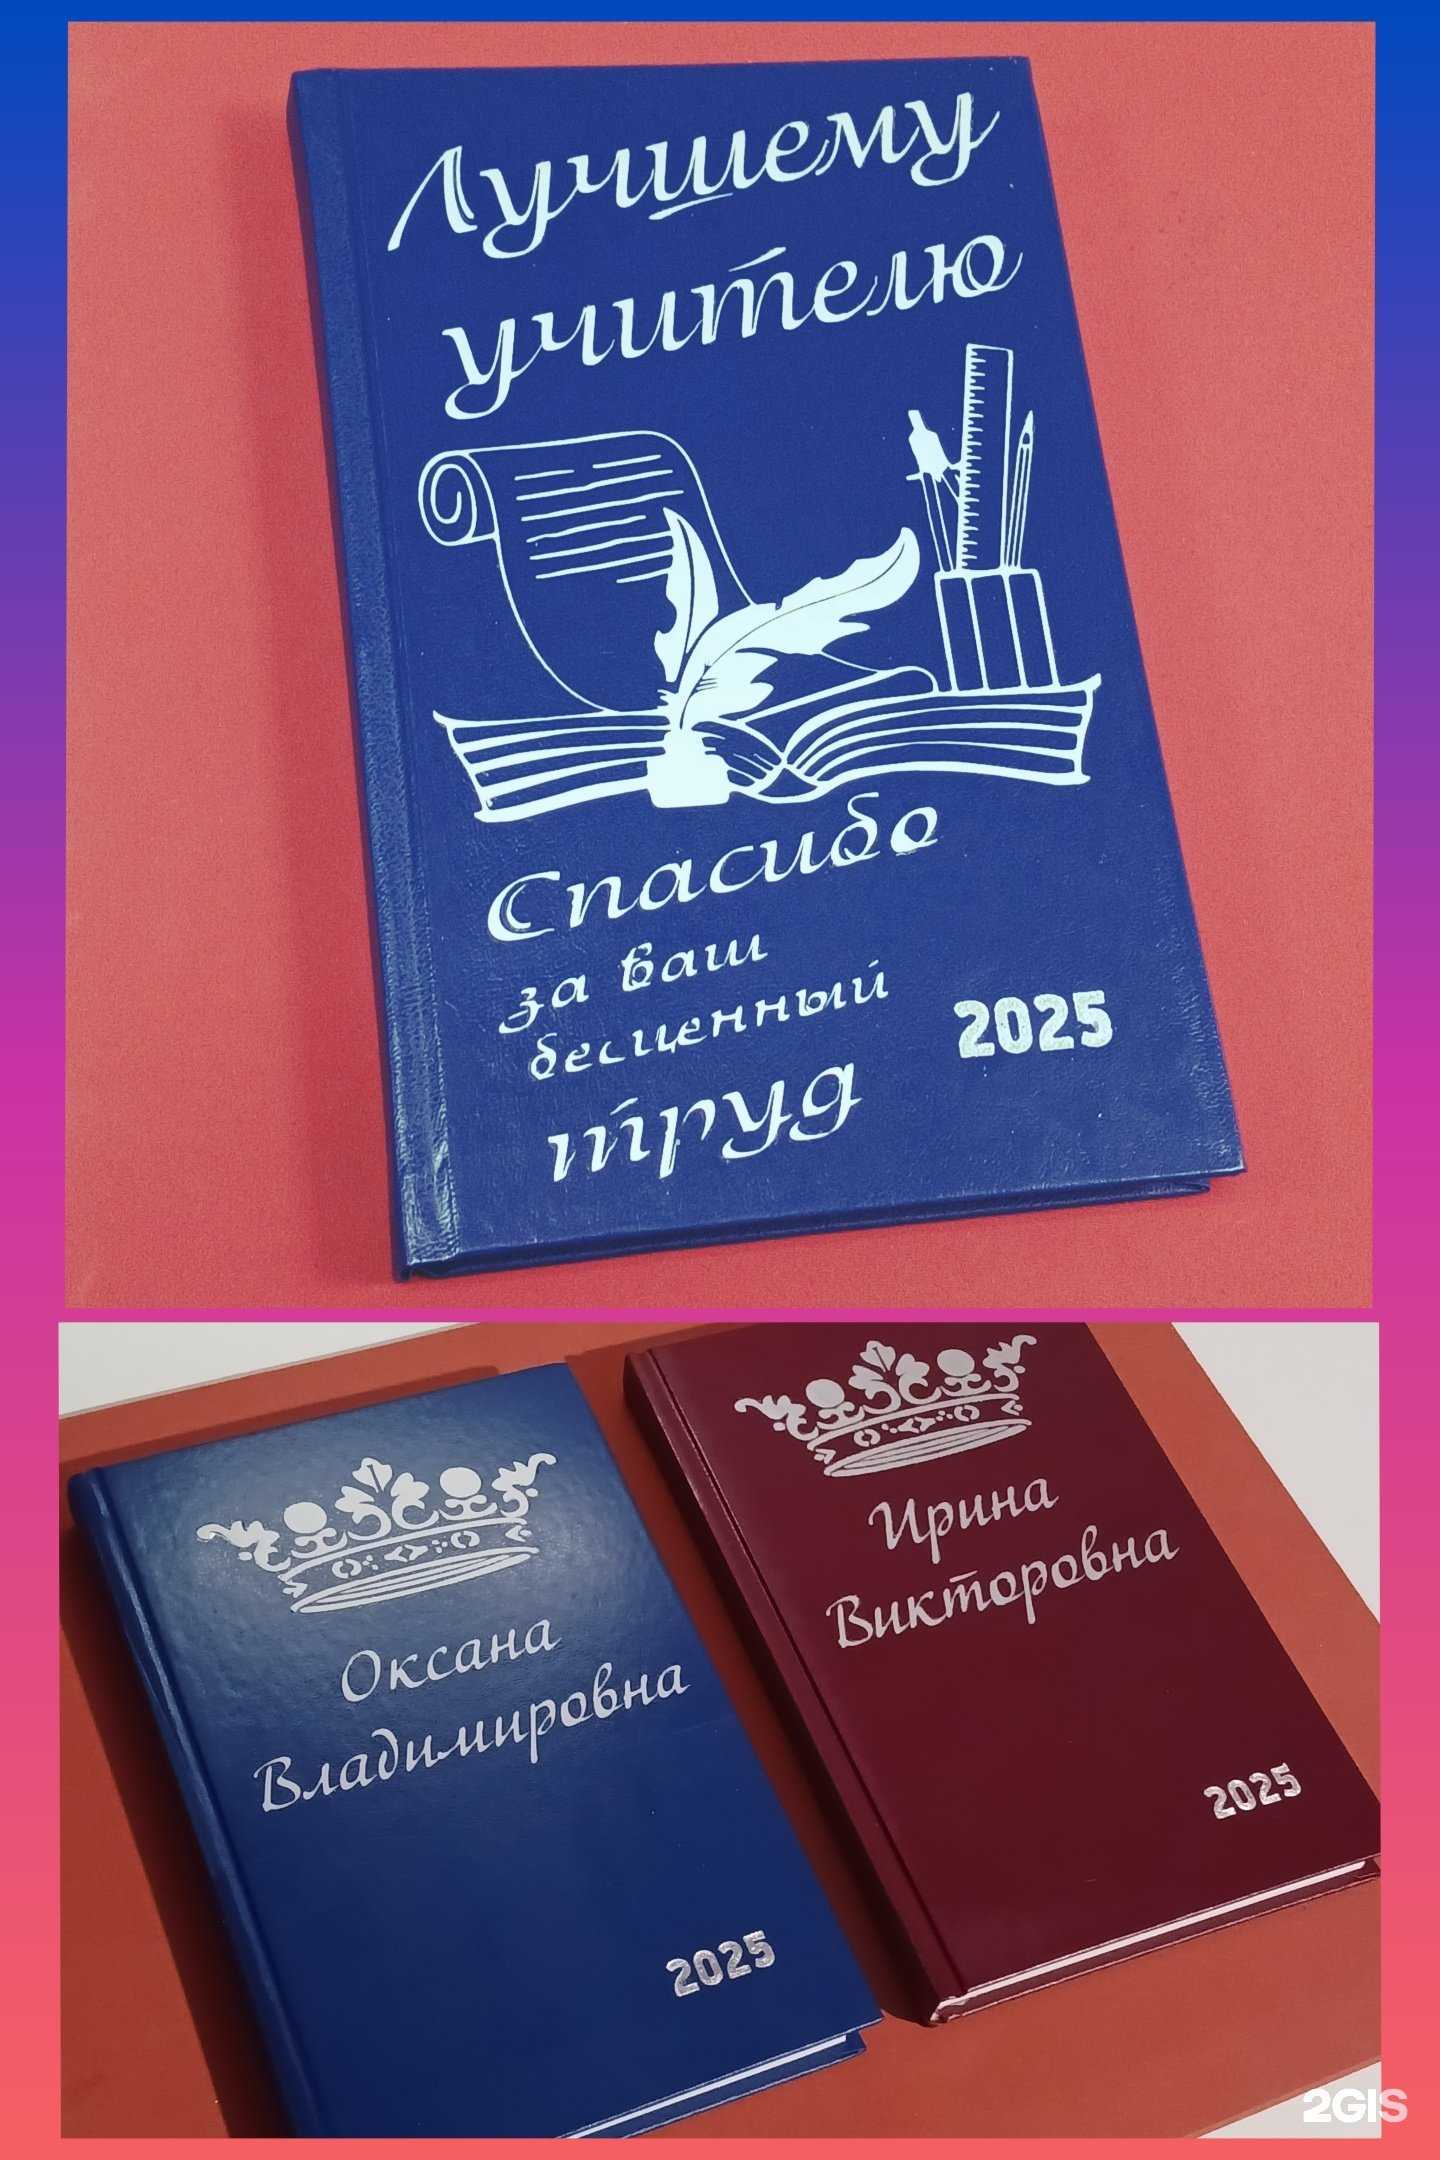 Лучшему
учителю
Спасибо
за ваш
бесценный
труд
2025
Оксана
Владимировна
2025
Ирина
Викторовна
2025
2GIS